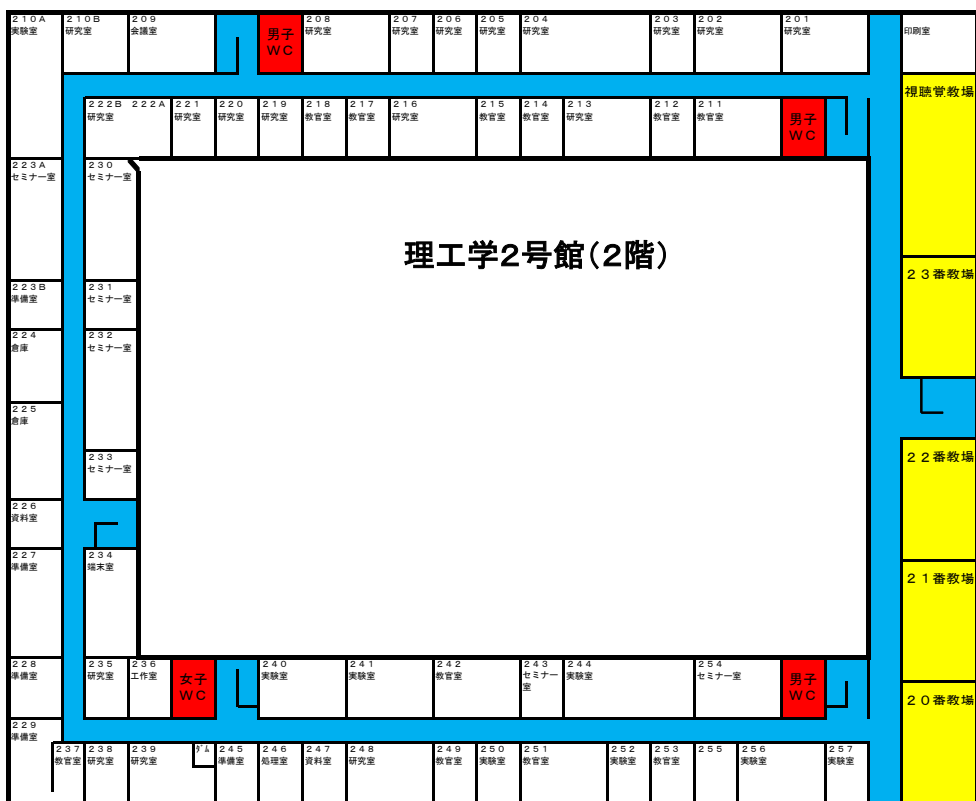 ２１０Ａ
実験室
２１０Ｂ
研究室
２０９
会議室
男子
ＷＣ
２０８
研究室
２０７
研究室
２０６
研究室
２０５
研究室
２０４
研究室
２０３
研究室
２０２
研究室
２０１
研究室
印刷室
２２２Ｂ　２２２Ａ
研究室
２２１
研究室
２２０
研究室
２１９
研究室
２１８
教官室
２１７
教官室
２１６
研究室
２１５
教官室
２１４
教官室
２１３
研究室
２１２
教官室
２１１
教官室
男子
ＷＣ
視聴覚教場
２２３Ａ
セミナー室
２３０
セミナー室
理工学２号館（２階）
２３番教場
２２３Ｂ
準備室
２３１
セミナー室
２２４
倉庫
２３２
セミナー室
２２５
倉庫
２３３
セミナー室
２２番教場
２２６
資料室
２２７
準備室
２３４
端末室
２１番教場
２２８
準備室
２３５
研究室
２３６
工作室
女子
ＷＣ
２４０
実験室
２４１
実験室
２４２
教官室
２４３
セミナー
室
２４４
実験室
２５４
セミナー室
男子
ＷＣ
２０番教場
２２９
準備室
２３７
教官室
２３８
研究室
２３９
研究室
ﾀﾞﾑ
２４５
準備室
２４６
処理室
２４７
資料室
２４８
研究室
２４９
教官室
２５０
実験室
２５１
教官室
２５２
実験室
２５３
教官室
２５５
２５６
実験室
２５７
実験室